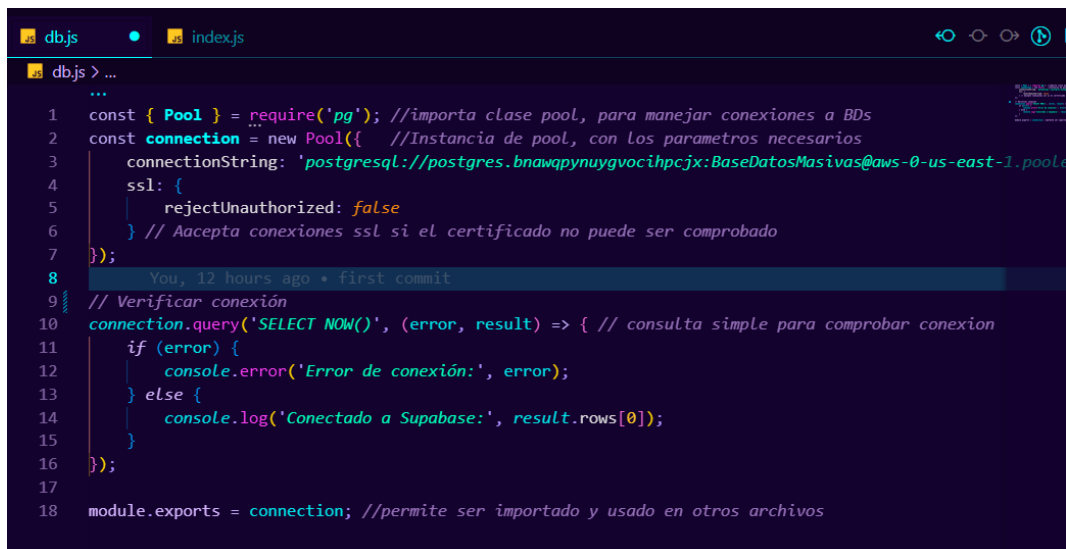 JS db.js ● JS index.js
JS db.js > ...
...
1 const { Pool } = require('pg'); //importa clase pool, para manejar conexiones a BDs
2 const connection = new Pool({ //Instancia de pool, con los parametros necesarios
3 connectionString: 'postgresql://postgres.bnawqpynuygvocihpcjx:BaseDatosMasivas@aws-0-us-east-1.poole
4 ssl: {
5 rejectUnauthorized: false
6 } // Aacepta conexiones ssl si el certificado no puede ser comprobado
7 });
8 You, 12 hours ago • first commit
9 // Verificar conexión
10 connection.query('SELECT NOW()', (error, result) => { // consulta simple para comprobar conexion
11 if (error) {
12 console.error('Error de conexión:', error);
13 } else {
14 console.log('Conectado a Supabase:', result.rows[0]);
15 }
16 });
17
18 module.exports = connection; //permite ser importado y usado en otros archivos